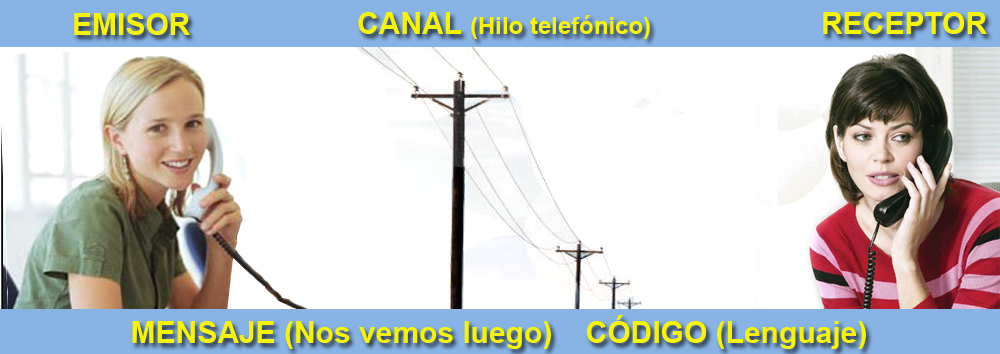 EMISOR
CANAL (Hilo telefónico)
RECEPTOR
MENSAJE (Nos vemos luego) CÓDIGO (Lenguaje)